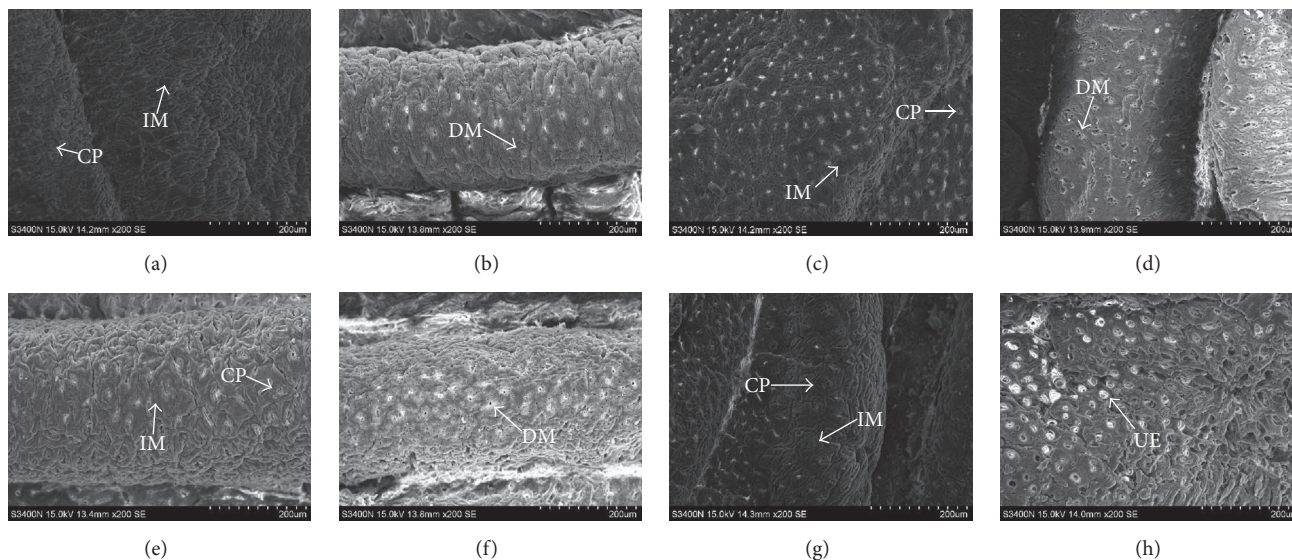 IM
CP
S3400N 15.0kV 14.2mm x200 SE 200um
(a)
DM
S3400N 15.0kV 13.8mm x200 SE 200um
(b)
CP
IM
S3400N 15.0kV 14.2mm x200 SE 200um
(c)
DM
S3400N 15.0kV 13.9mm x200 SE 200um
(d)
CP
IM
S3400N 15.0kV 13.4mm x200 SE 200um
(e)
DM
S3400N 15.0kV 13.8mm x200 SE 200um
(f)
CP
IM
S3400N 15.0kV 14.3mm x200 SE 200um
(g)
UE
S3400N 15.0kV 14.0mm x200 SE 200um
(h)